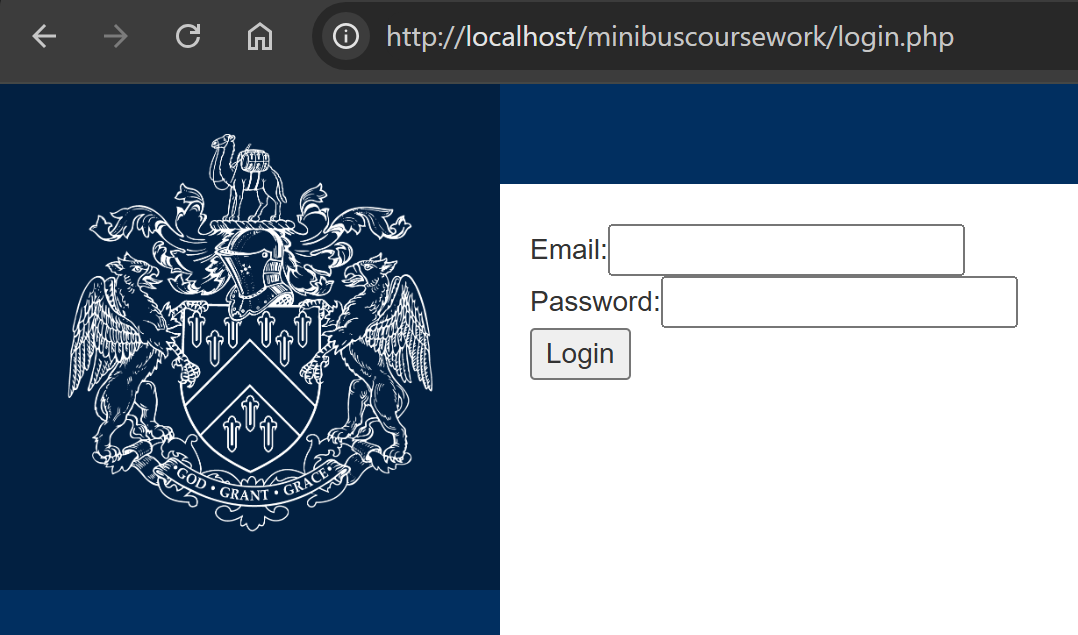 http://localhost/minibuscoursework/login.php
GOD • GRANT • GRACE
Email:
Password:
Login